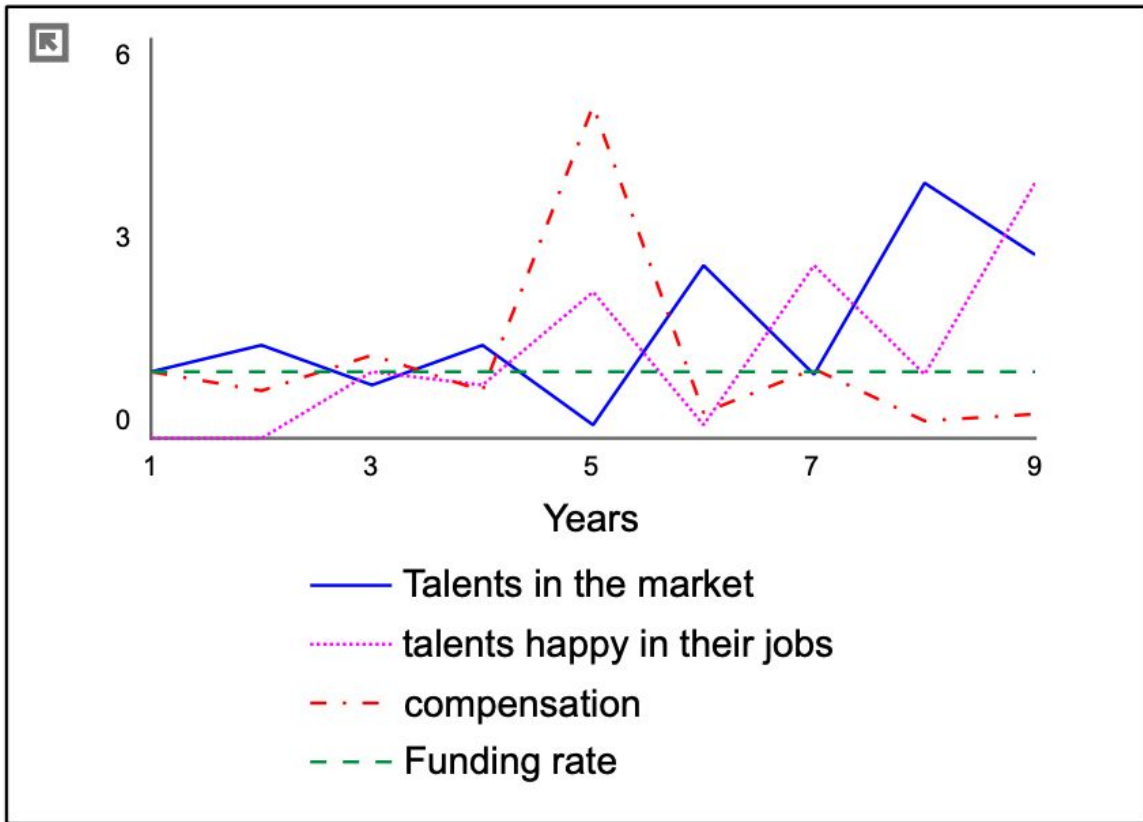 6
3
0
1 3 5 7 9
Years
Talents in the market
talents happy in their jobs
compensation
Funding rate